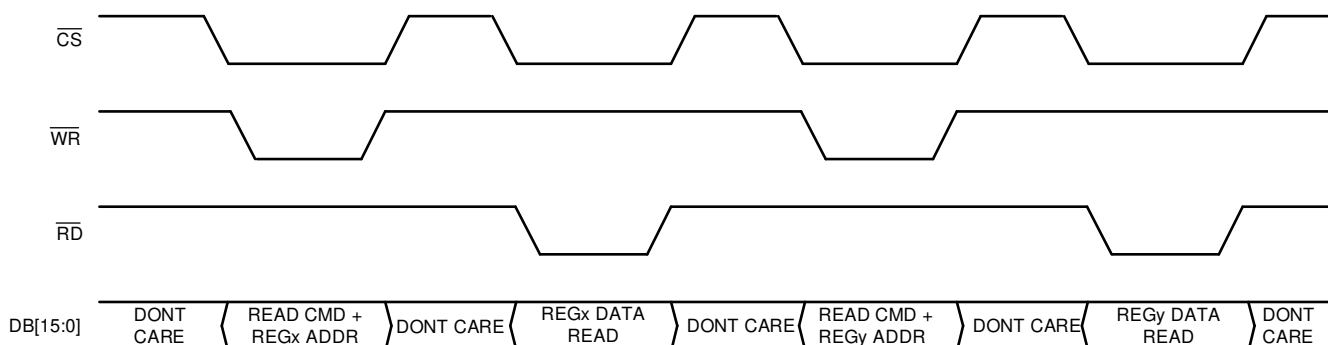 CS
WR
RD
DB[15:0]
DONT
CARE
READ CMD +
REGx ADDR
DONT CARE
REGx DATA
READ
DONT CARE
READ CMD +
REGy ADDR
DONT CARE
REGy DATA
READ
DONT
CARE